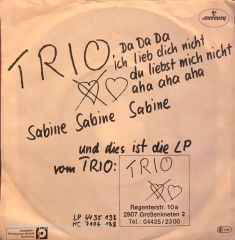 mercury
TRIO, DA DA DA
ich lieb dich nicht
du liebst mich nicht
aha aha aha
Sabine Sabine Sabine
und dies ist die LP
vom TRIO:
TRIO
Regenterstr. 10a
2907 Großenkneten 2
Tel.: 04435/2300
LP 6435 138
MC 7104 138